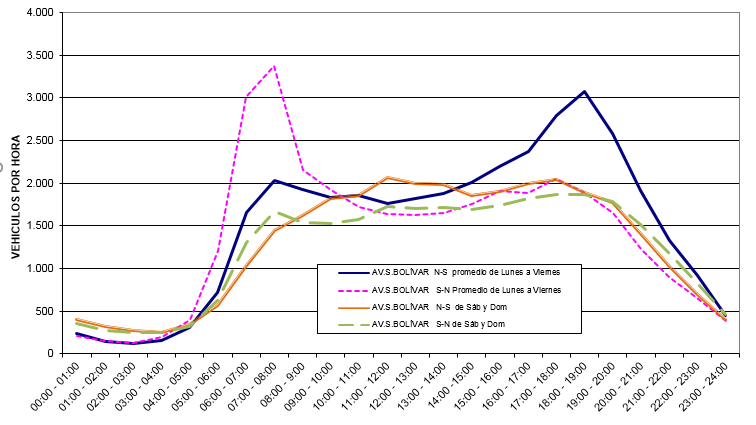 4.000
3.500
3.000
2.500
2.000
1.500
1.000
500
0
VEHICULOS POR HORA
AV.S.BOLÍVAR N-S promedio de Lunes a Viernes
AV.S.BOLÍVAR S-N Promedio de Lunes a Viernes
AV.S.BOLÍVAR N-S de Sáb y Dom
AV.S.BOLÍVAR S-N de Sáb y Dom
00:00 - 01:00
01:00 - 02:00
02:00 - 03:00
03:00 - 04:00
04:00 - 05:00
05:00 - 06:00
06:00 - 07:00
07:00 - 08:00
08:00 - 9:00
09:00 - 10:00
10:00 - 11:00
11:00 - 12:00
12:00 - 13:00
13:00 - 14:00
14:00 -15:00
15:00 - 16:00
16:00 - 17:00
17:00 - 18:00
18:00 - 19:00
19:00 - 20:00
20:00 - 21:00
21:00 - 22:00
22:00 - 23:00
23:00 - 24:00